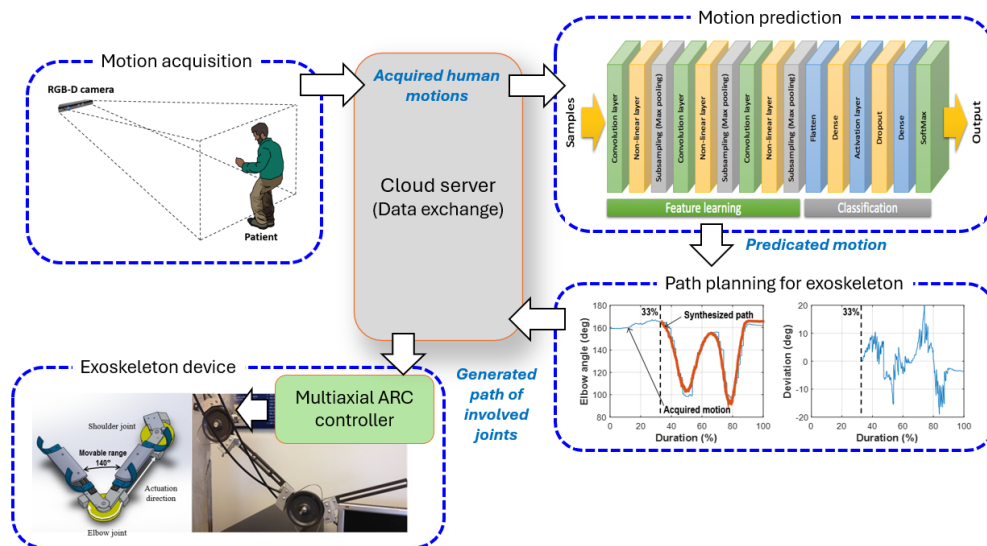 Motion acquisition
RGB-D camera
Patient
Acquired human
motions
Cloud server
(Data exchange)
Motion prediction
Samples
Convolution layer
Non-linear layer
Subsampling (Max pooling)
Convolution layer
Non-linear layer
Subsampling (Max pooling)
Convolution layer
Non-linear layer
Subsampling (Max pooling)
Flatten
Dense
Activation layer
Dropout
Dense
SoftMax
Output
Feature learning
Classification
Predicated motion
Path planning for exoskeleton
180
160
140
120
100
80
Elbow angle (deg)
33%
Synthesized path
Acquired motion
0 20 40 60 80 100
Duration (%)
20
10
0
-10
-20
Deviation (deg)
33%
0 20 40 60 80 100
Duration (%)
Generated
path of
involved
joints
Exoskeleton device
Multiaxial ARC
controller
Shoulder joint
Movable range
140°
Actuation
direction
Elbow joint